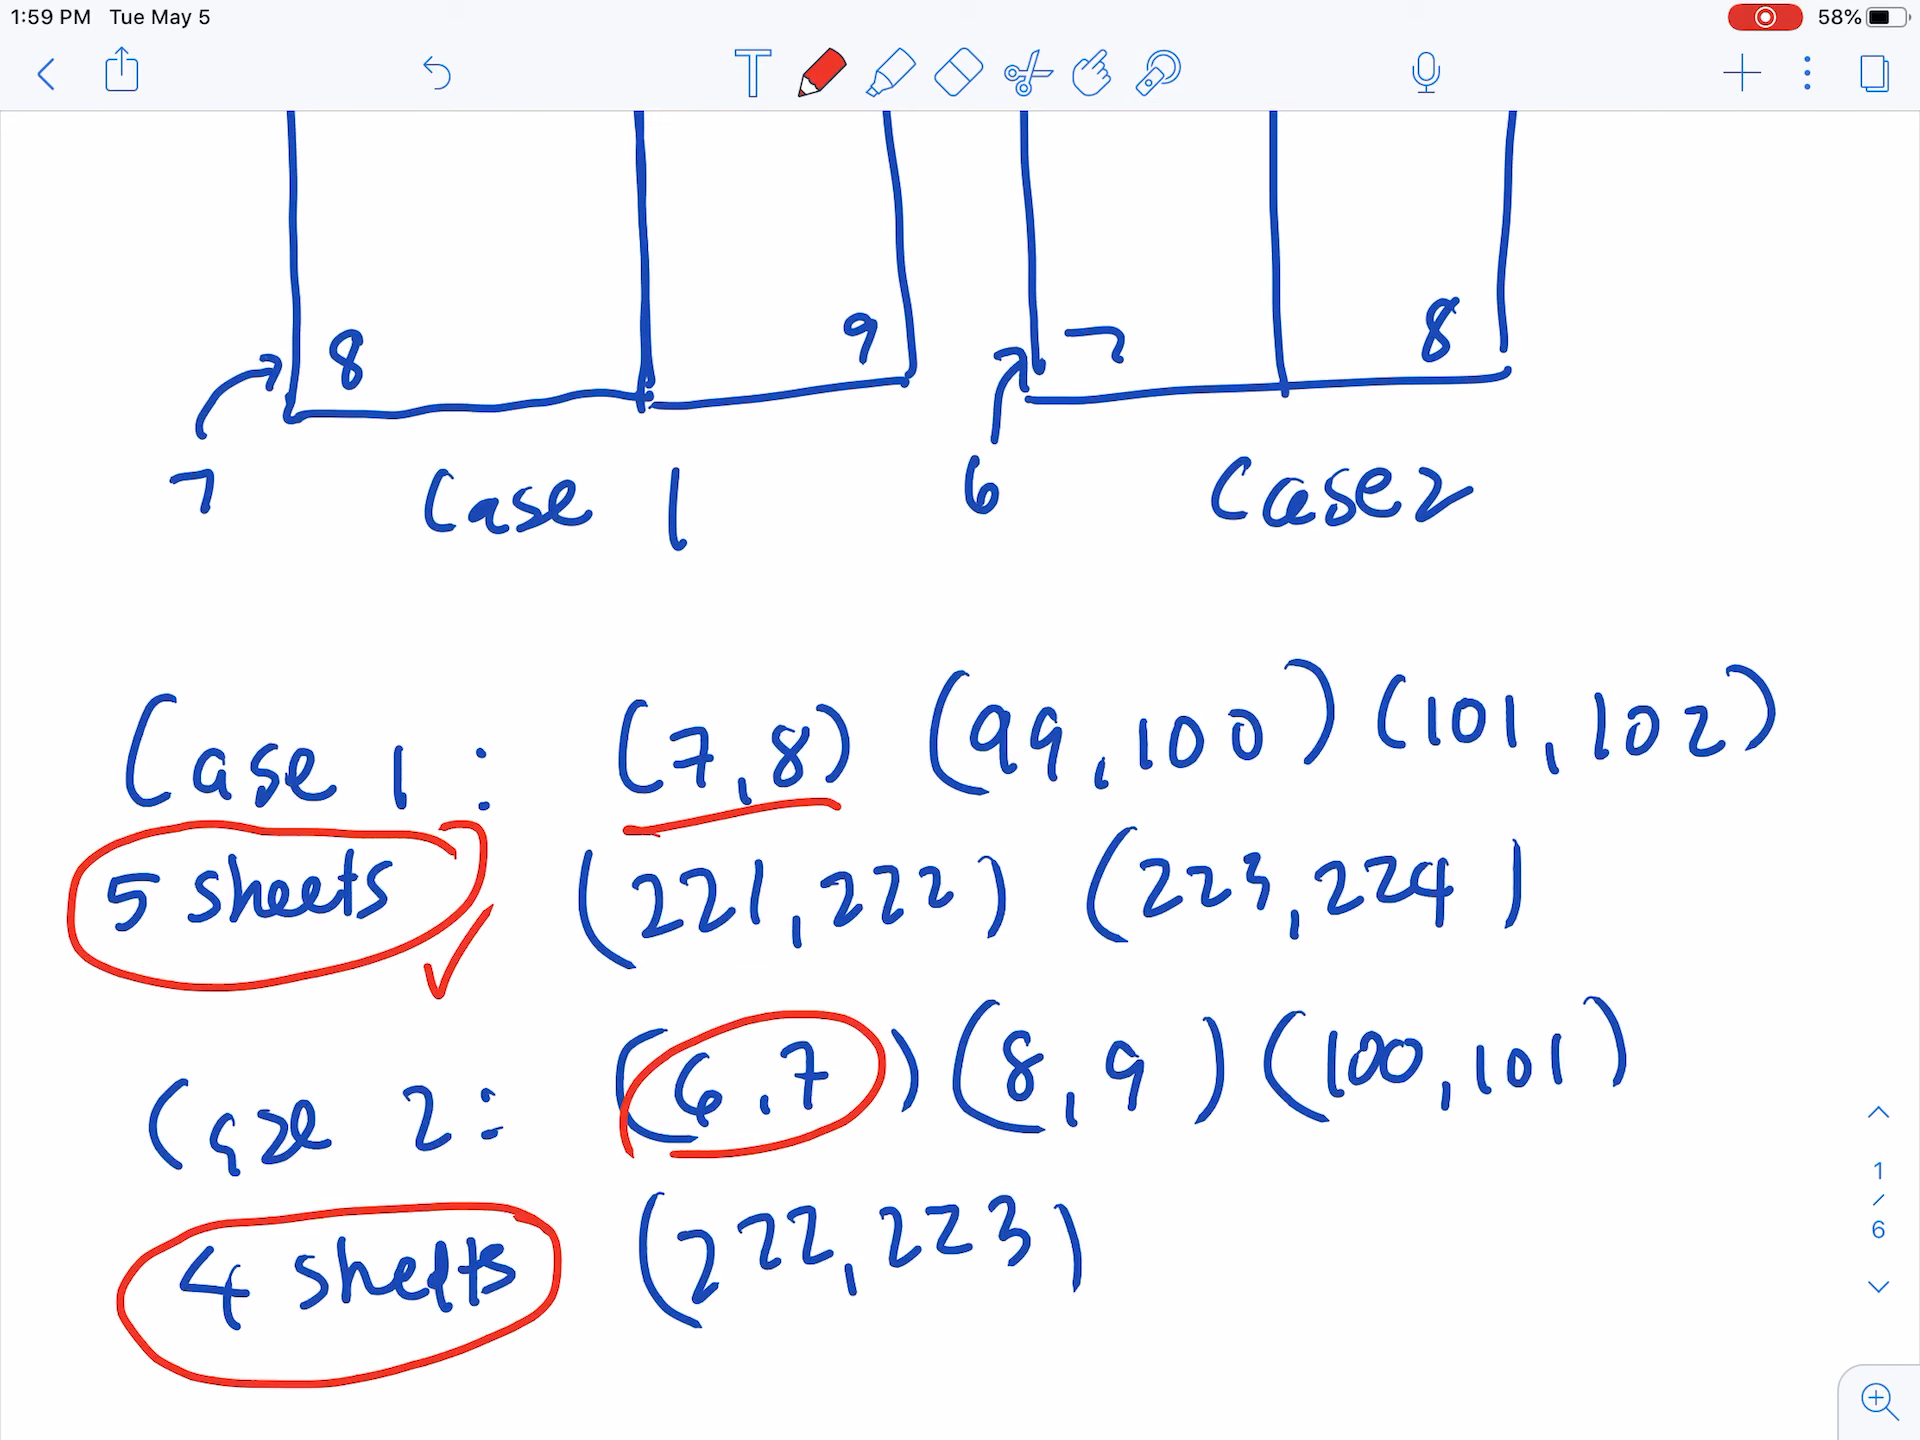 1:59 PM Tue May 5 58%
T
8 9 7 8
7 Case 1 6 Case 2
Case 1: (7,8) (99,100) (101,102)
5 sheets (221,222) (223,224)
Case 2: (6,7) (8,9) (100,101)
4 sheets (222,223)
1
/
6